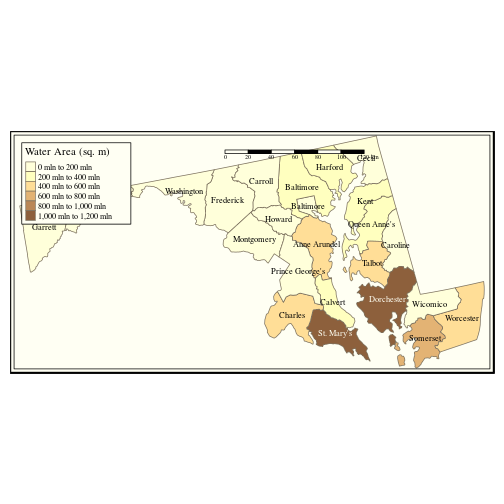 Water Area (sq. m)
0 mln to 200 mln
200 mln to 400 mln
400 mln to 600 mln
600 mln to 800 mln
800 mln to 1,000 mln
1,000 mln to 1,200 mln
0 20 40 60 80 100
Cecil
Harford
Carroll
Washington
Baltimore
Frederick
Kent
Baltimore
Howard
Queen Anne's
Garrett
Montgomery
Anne Arundel
Caroline
Talbot
Prince George's
Dorchester
Calvert
Wicomico
Charles
Worcester
St. Mary's
Somerset